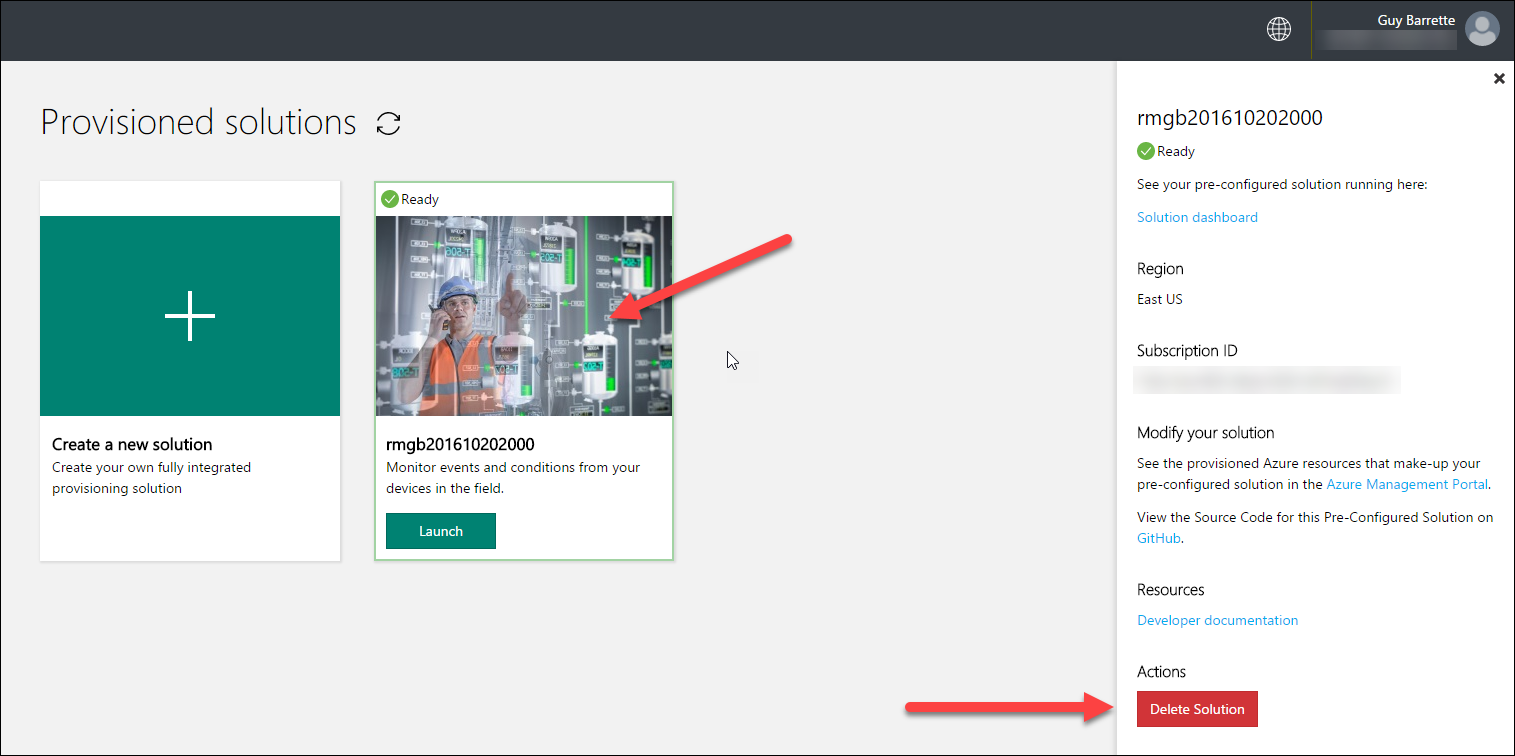 Guy Barrette
Provisioned solutions
Ready
Create a new solution
Create your own fully integrated
provisioning solution
rmgb201610202000
Monitor events and conditions from your
devices in the field.
Launch
rmgb201610202000
Ready
See your pre-configured solution running here:
Solution dashboard
Region
East US
Subscription ID
Modify your solution
See the provisioned Azure resources that make-up your
pre-configured solution in the Azure Management Portal.
View the Source Code for this Pre-Configured Solution on
GitHub.
Resources
Developer documentation
Actions
Delete Solution